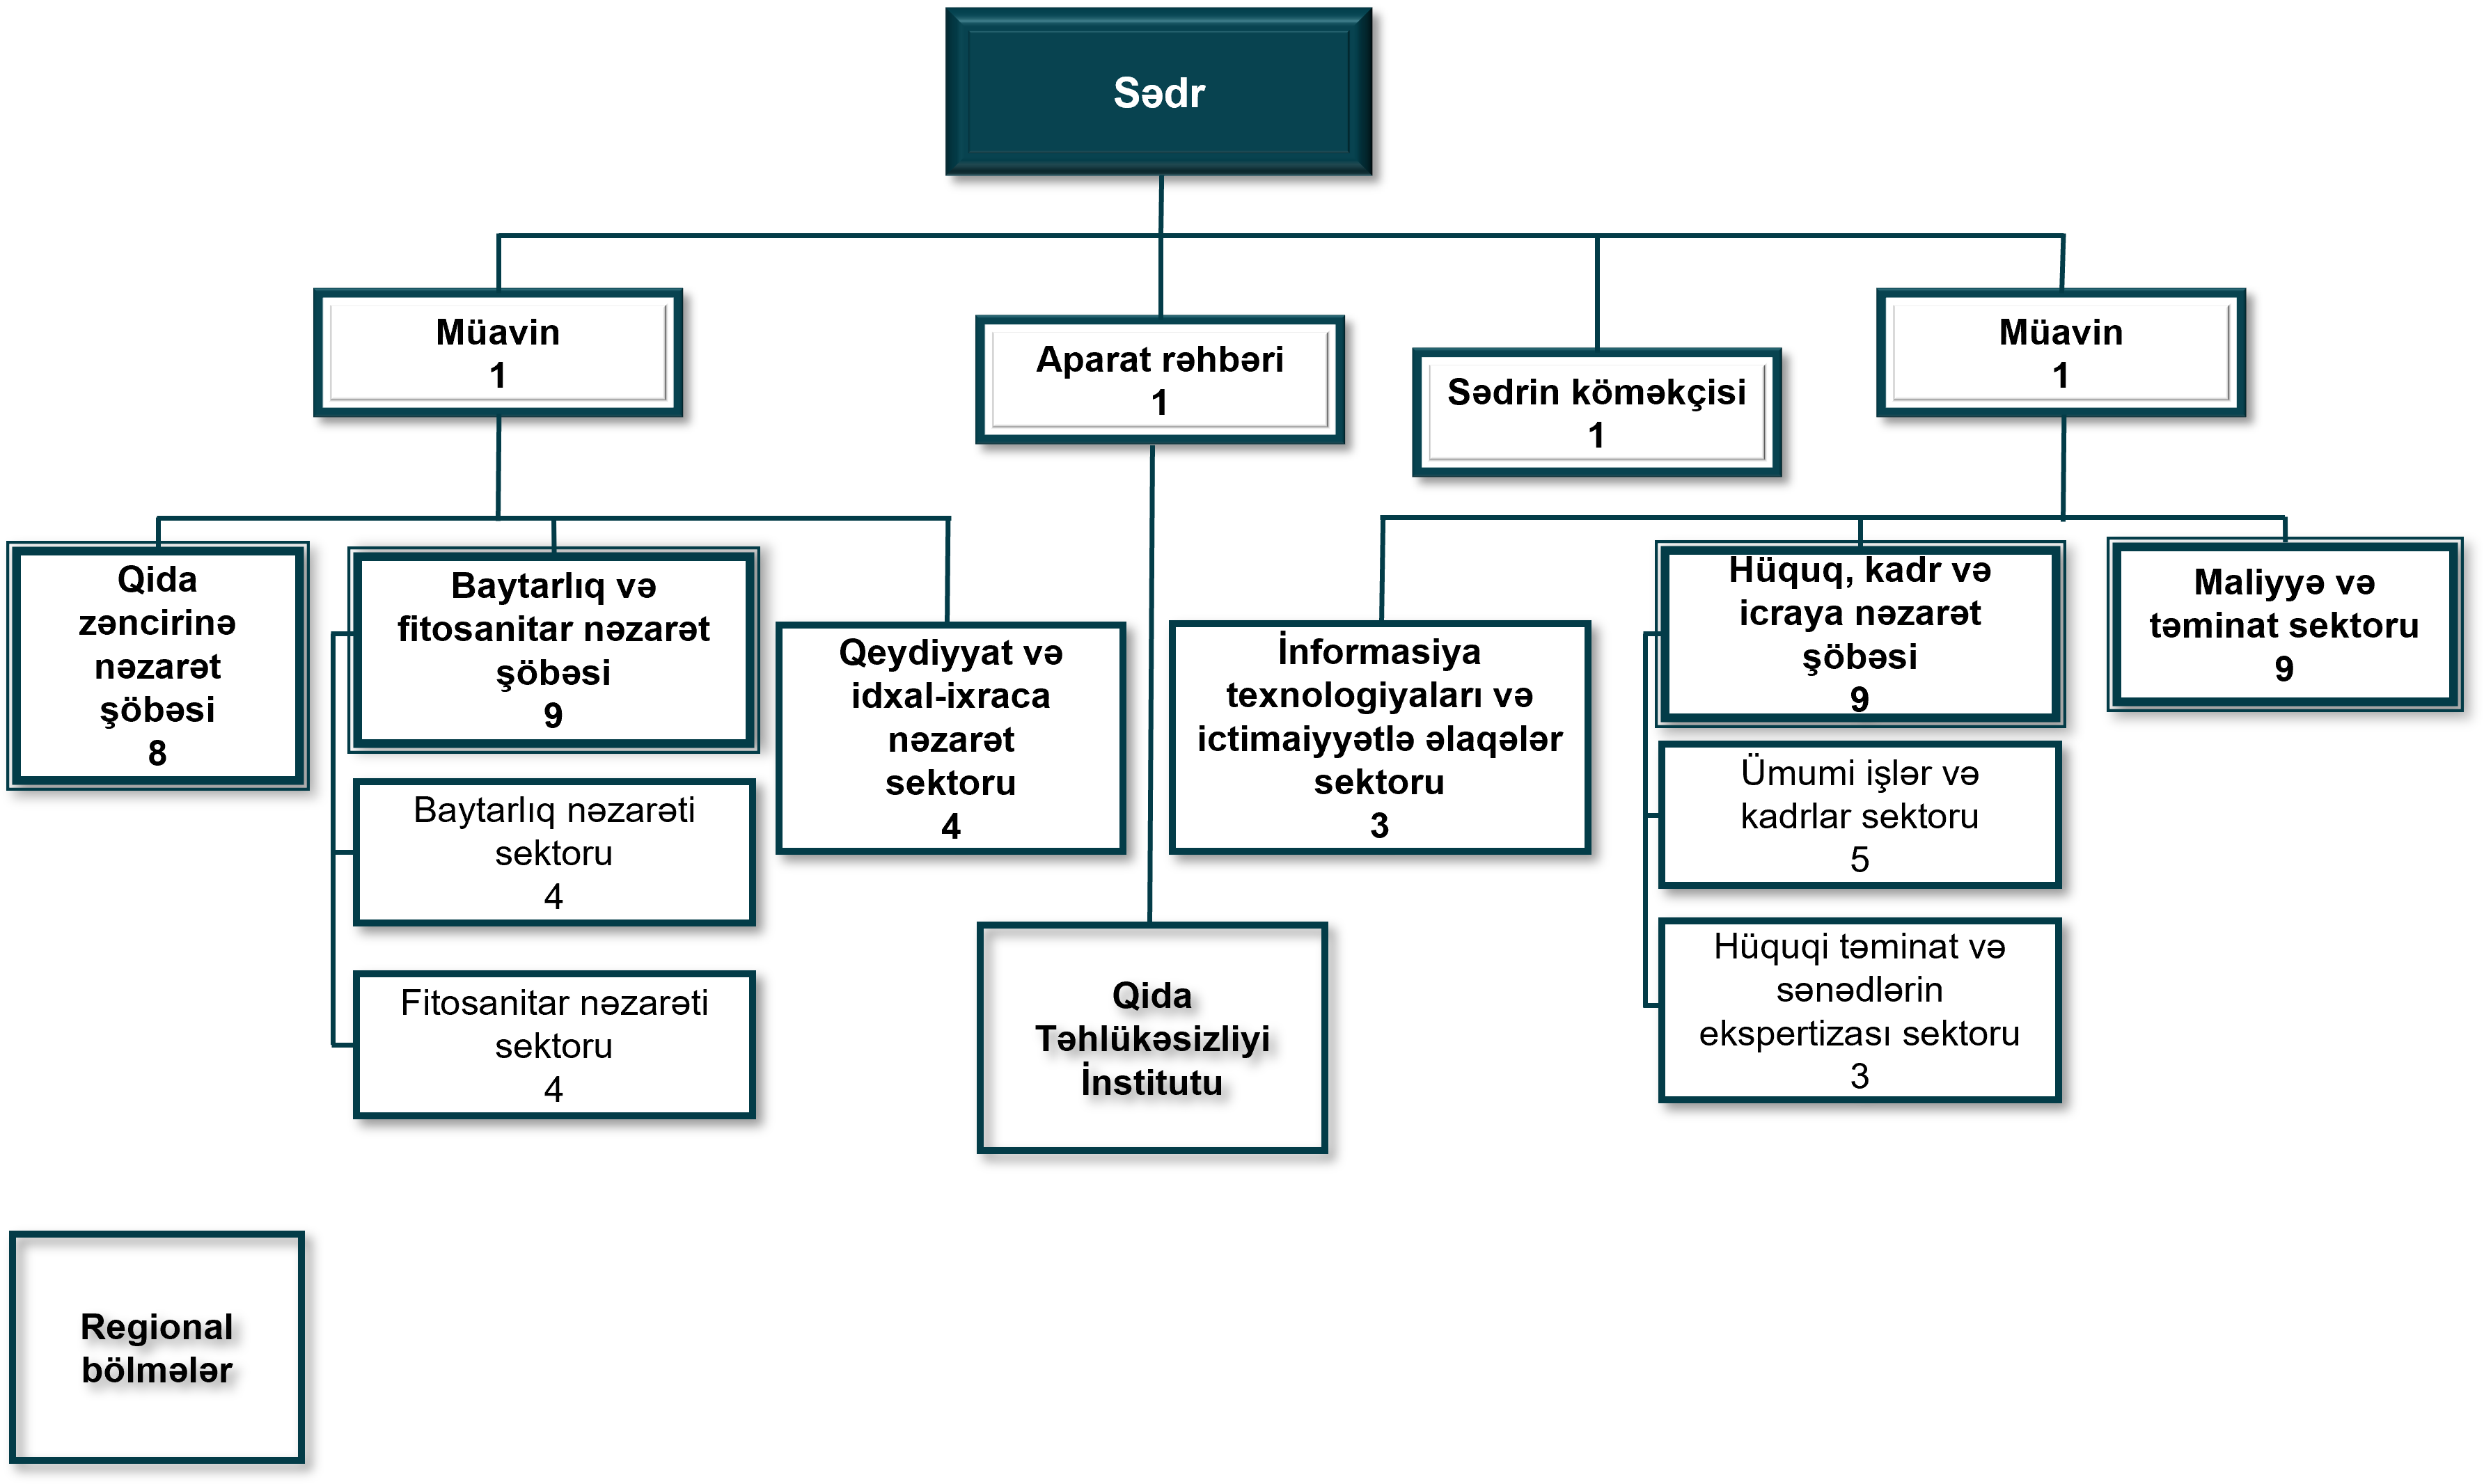 Sədr
Müavin
1
Aparat rəhbəri
1
Sədrin köməkçisi
1
Müavin
1
Qida
zəncirinə
nəzarət
şöbəsi
8
Baytarlıq və
fitosanitar nəzarət
şöbəsi
9
Qeydiyyat və
idxal-ixraca
nəzarət
sektoru
4
İnformasiya
texnologiyaları və
ictimaiyyətlə əlaqələr
sektoru
3
Hüquq, kadr və
icraya nəzarət
şöbəsi
9
Maliyyə və
təminat sektoru
9
Baytarlıq nəzarəti
sektoru
4
Fitosanitar nəzarəti
sektoru
4
Ümumi işlər və
kadrlar sektoru
5
Hüquqi təminat və
sənədlərin
ekspertizası sektoru
3
Qida
Təhlükəsizliyi
İnstitutu
Regional
bölmələr